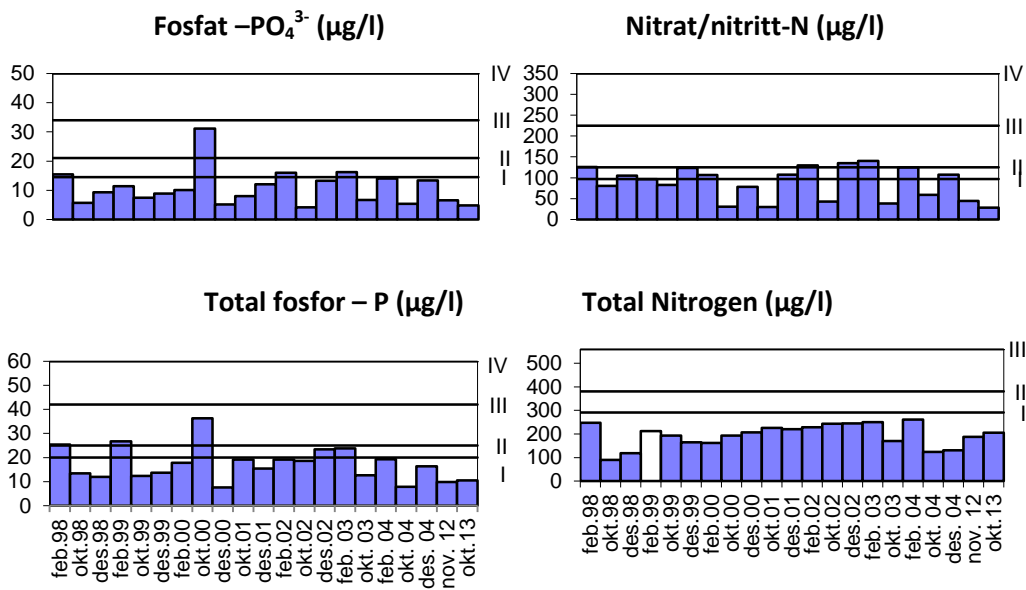 Fosfat –PO₄³⁻ (µg/l)
50
40
30
20
10
0
IV
III
II
I
Nitrat/nitritt-N (µg/l)
350
300
250
200
150
100
50
0
IV
III
II
I
Total fosfor – P (µg/l)
60
50
40
30
20
10
0
IV
III
II
I
feb.98
okt.98
des.98
feb.99
okt.99
des.99
feb.00
okt.00
des.00
okt.01
des.01
feb.02
okt.02
des.02
feb. 03
okt. 03
feb. 04
okt. 04
des. 04
nov. 12
okt.13
Total Nitrogen (µg/l)
500
400
300
200
100
0
III
II
I
feb.98
okt.98
des.98
feb.99
okt.99
des.99
feb.00
okt.00
des.00
okt.01
des.01
feb.02
okt.02
des.02
feb. 03
okt. 03
feb. 04
okt. 04
des. 04
nov. 12
okt.13